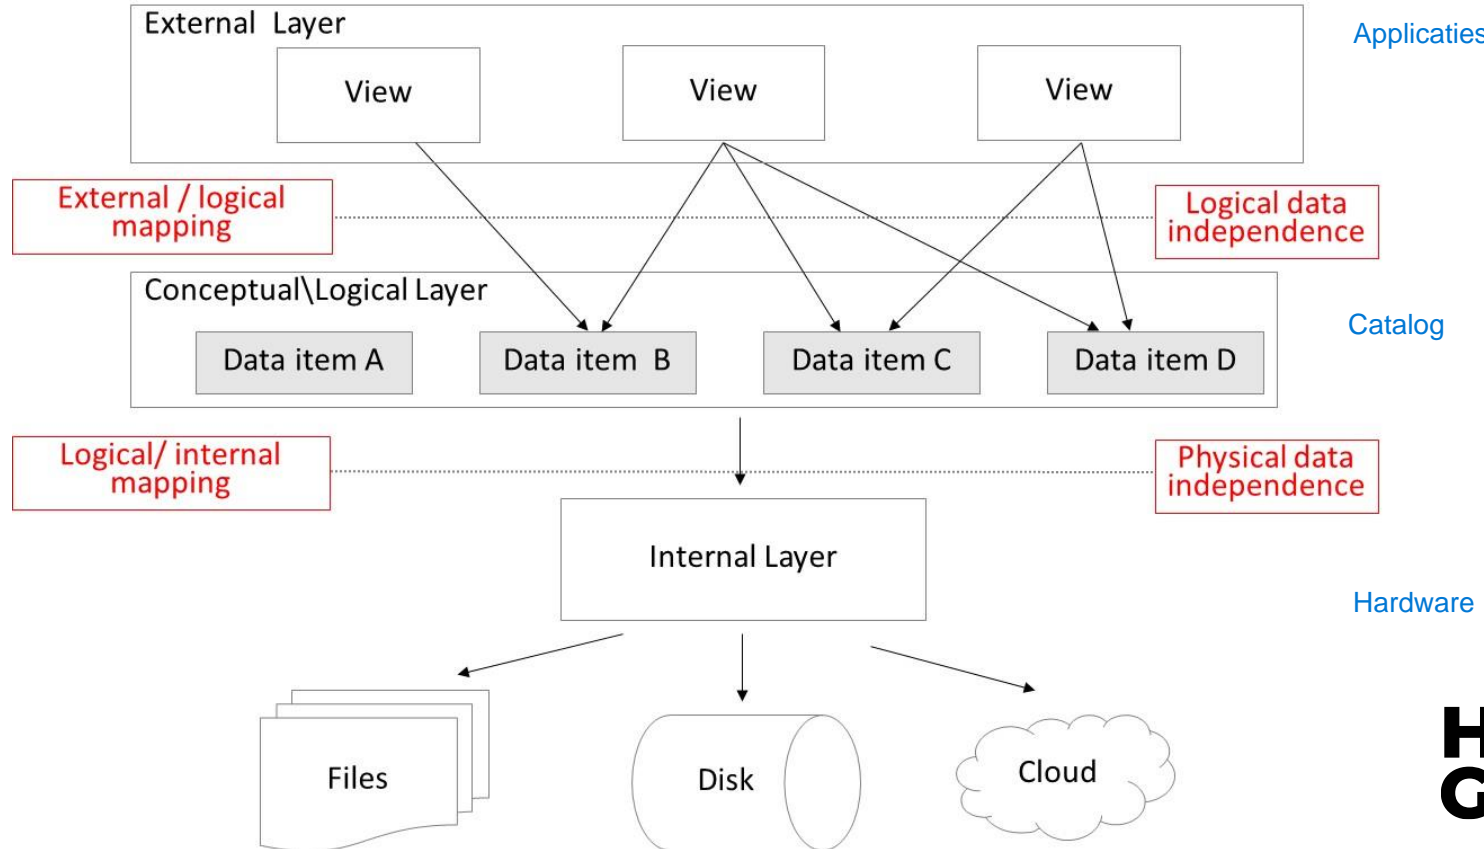 External Layer
Applicaties
View
View
View
External / logical
mapping
Logical data
independence
Conceptual\Logical Layer
Catalog
Data item A
Data item B
Data item C
Data item D
Logical/ internal
mapping
Physical data
independence
Internal Layer
Hardware
Files
Disk
Cloud
H
G